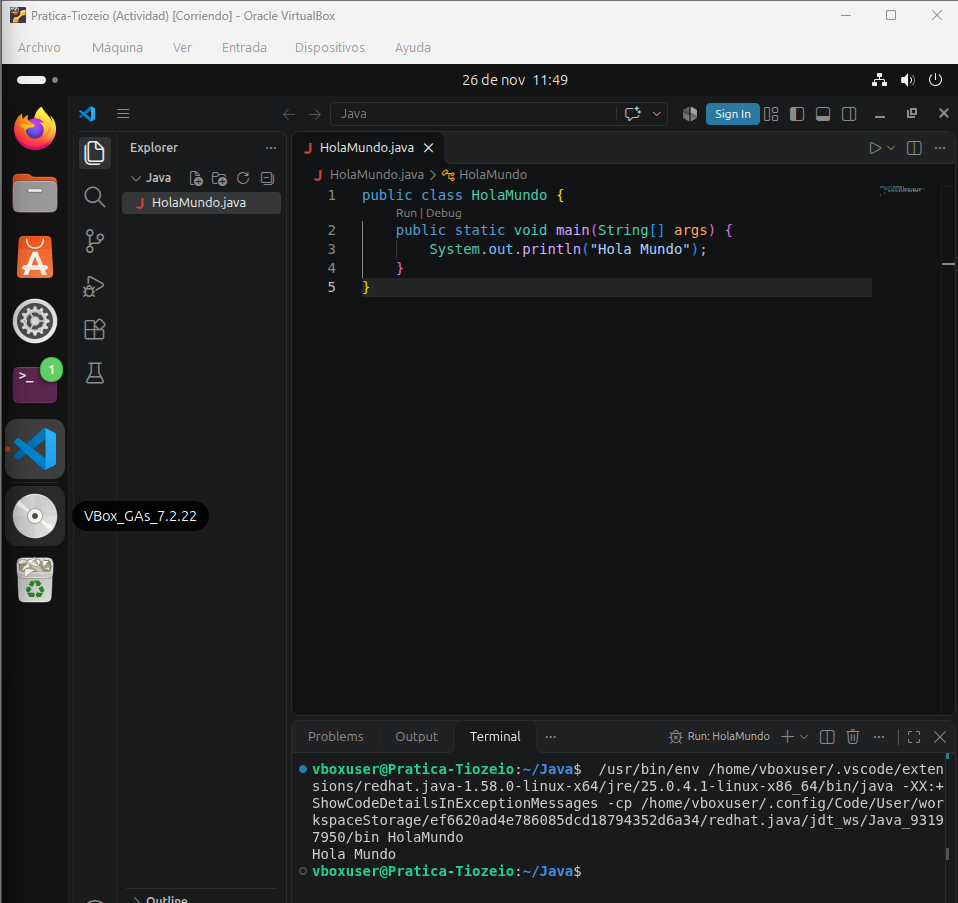 Pratica-Tiozeio (Actividad) [Corriendo] - Oracle VirtualBox
Archivo Máquina Ver Entrada Dispositivos Ayuda
26 de nov 11:49
Java
Sign In
Explorer
HolaMundo.java
Java
HolaMundo.java > HolaMundo
HolaMundo.java
1 public class HolaMundo {
Run | Debug
2 public static void main(String[] args) {
3 System.out.println("Hola Mundo");
4 }
5 }
>_ 1
VBox_GAs_7.2.22
Problems Output Terminal Run: HolaMundo
vboxuser@Pratica-Tiozeio:~/Java$ /usr/bin/env /home/vboxuser/.vscode/exten
sions/redhat.java-1.58.0-linux-x64/jre/25.0.4.1-linux-x86_64/bin/java -XX:+
ShowCodeDetailsInExceptionMessages -cp /home/vboxuser/.config/Code/User/wor
kspaceStorage/ef6620ad4e786085dcd18794352d6a34/redhat.java/jdt_ws/Java_9319
7950/bin HolaMundo
Hola Mundo
vboxuser@Pratica-Tiozeio:~/Java$
Outline